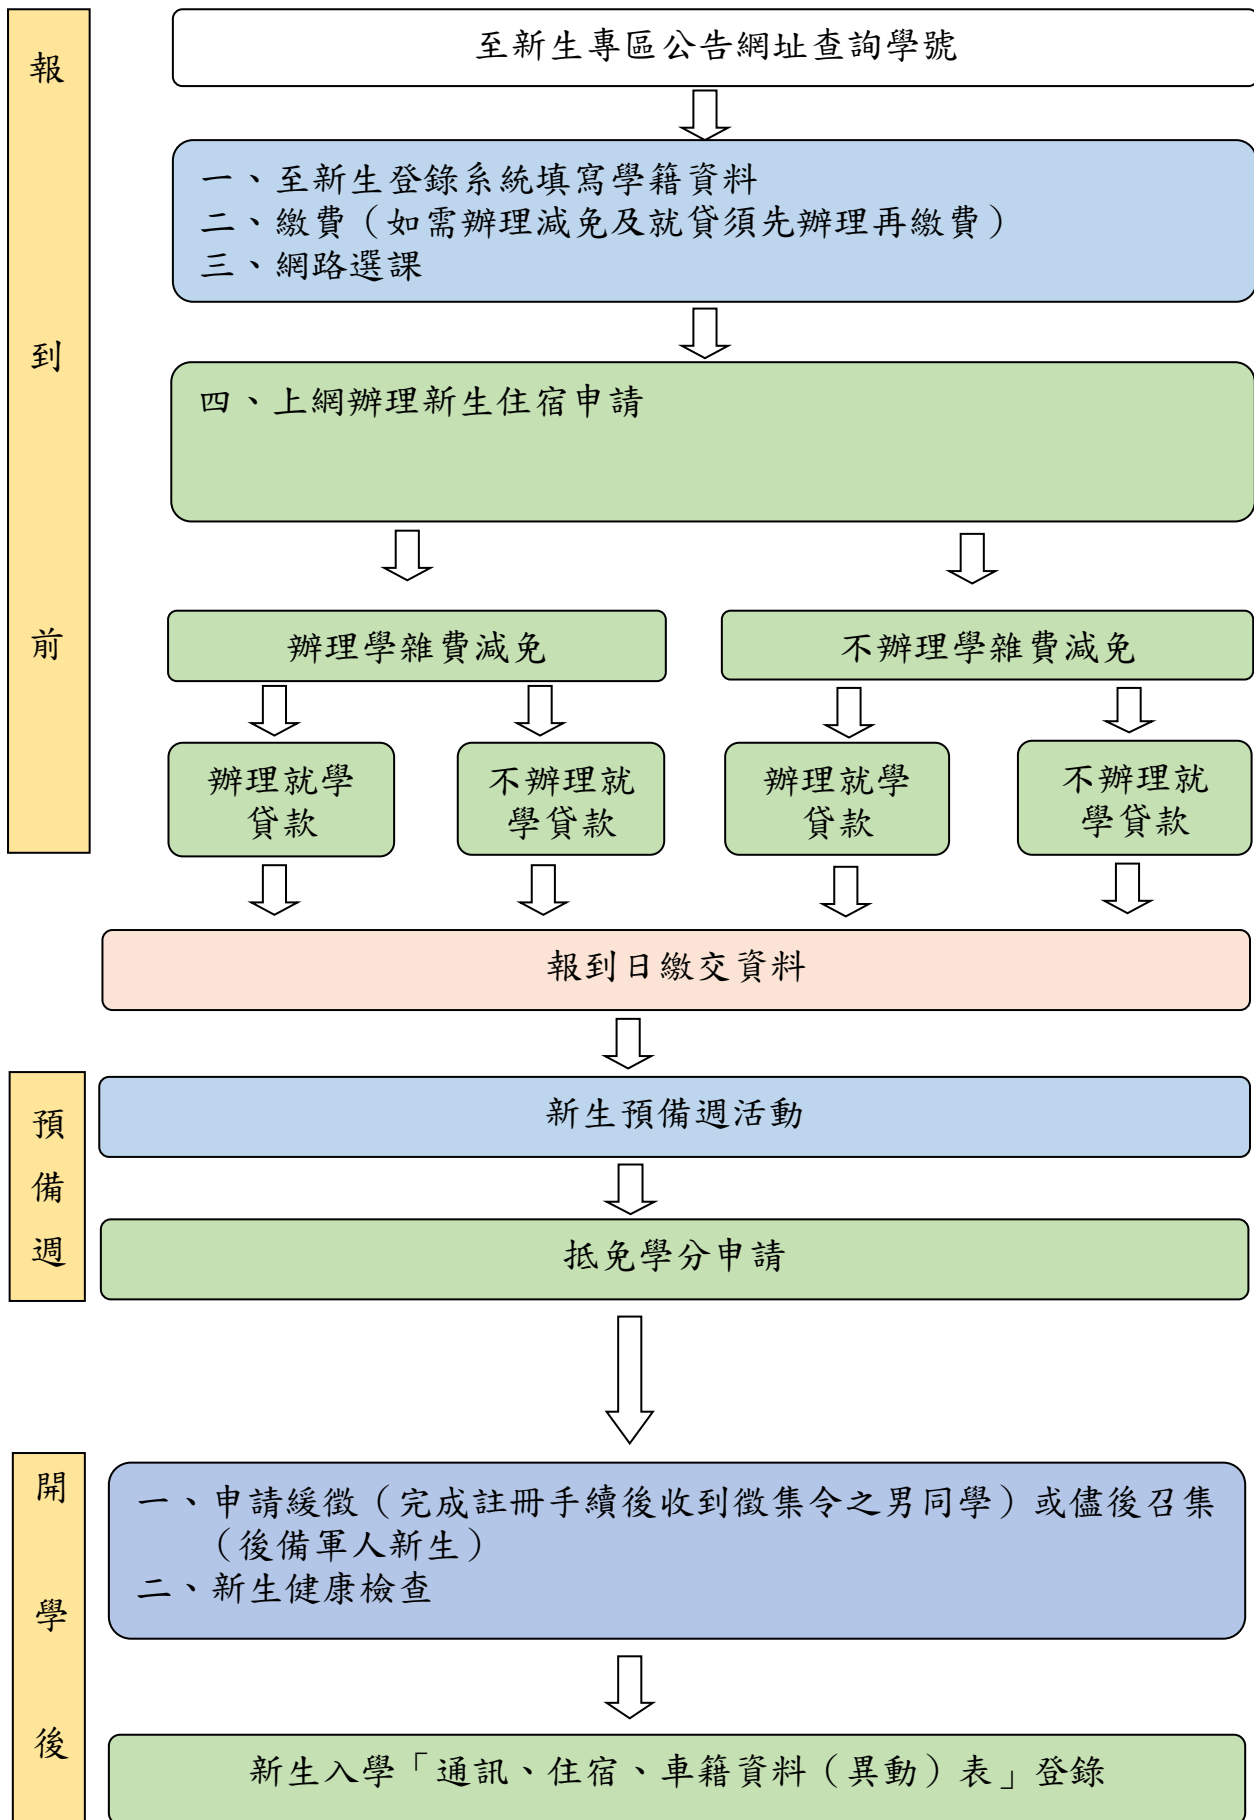 報到前
至新生專區公告網址查詢學號
一、至新生登錄系統填寫學籍資料
二、繳費（如需辦理減免及就貸須先辦理再繳費）
三、網路選課
四、上網辦理新生住宿申請
辦理學雜費減免
不辦理學雜費減免
辦理就學
貸款
不辦理就
學貸款
辦理就學
貸款
不辦理就
學貸款
報到日繳交資料
預備週
新生預備週活動
抵免學分申請
開學後
一、申請緩徵（完成註冊手續後收到徵集令之男同學）或儘後召集
（後備軍人新生）
二、新生健康檢查
新生入學「通訊、住宿、車籍資料（異動）表」登錄